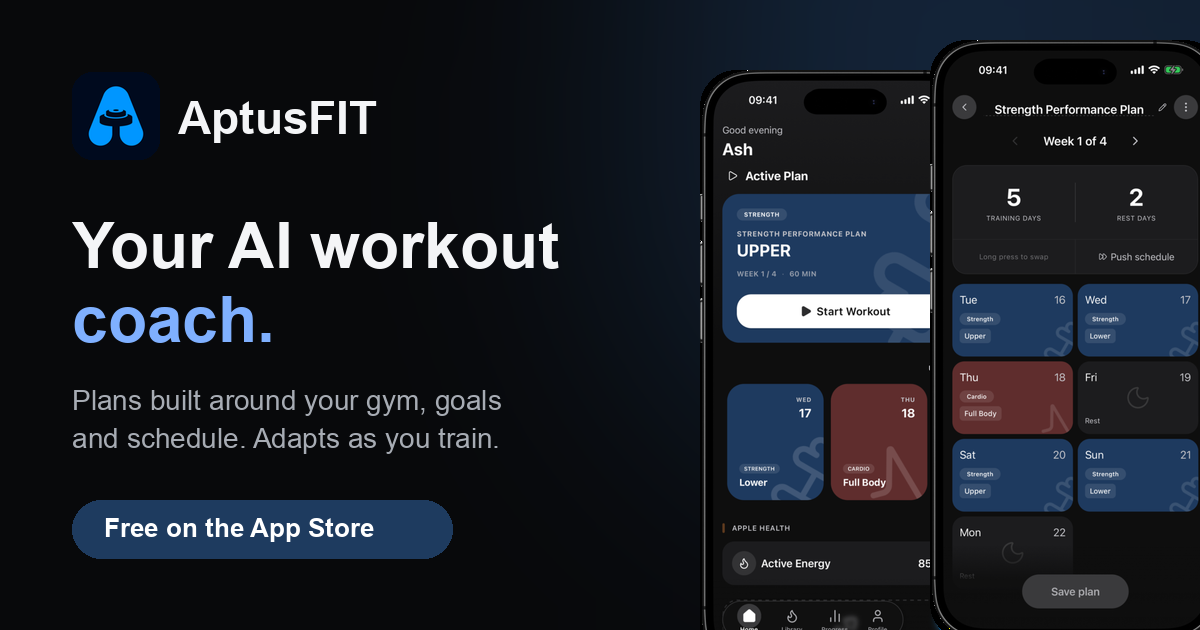 AptusFIT
Your AI workout
coach.
Plans built around your gym, goals
and schedule. Adapts as you train.
Free on the App Store
09:41
Good evening
Ash
Active Plan
STRENGTH
STRENGTH PERFORMANCE PLAN
UPPER
WEEK 1 / 4 · 60 MIN
Start Workout
WED
17
STRENGTH
Lower
THU
18
CARDIO
Full Body
APPLE HEALTH
Active Energy
85
Home
Library
Progress
Profile
09:41
Strength Performance Plan
Week 1 of 4
5
TRAINING DAYS
2
REST DAYS
Long press to swap
Push schedule
Tue 16
Strength
Upper
Wed 17
Strength
Lower
Thu 18
Cardio
Full Body
Fri 19
Rest
Sat 20
Strength
Upper
Sun 21
Strength
Lower
Mon 22
Rest
Save plan